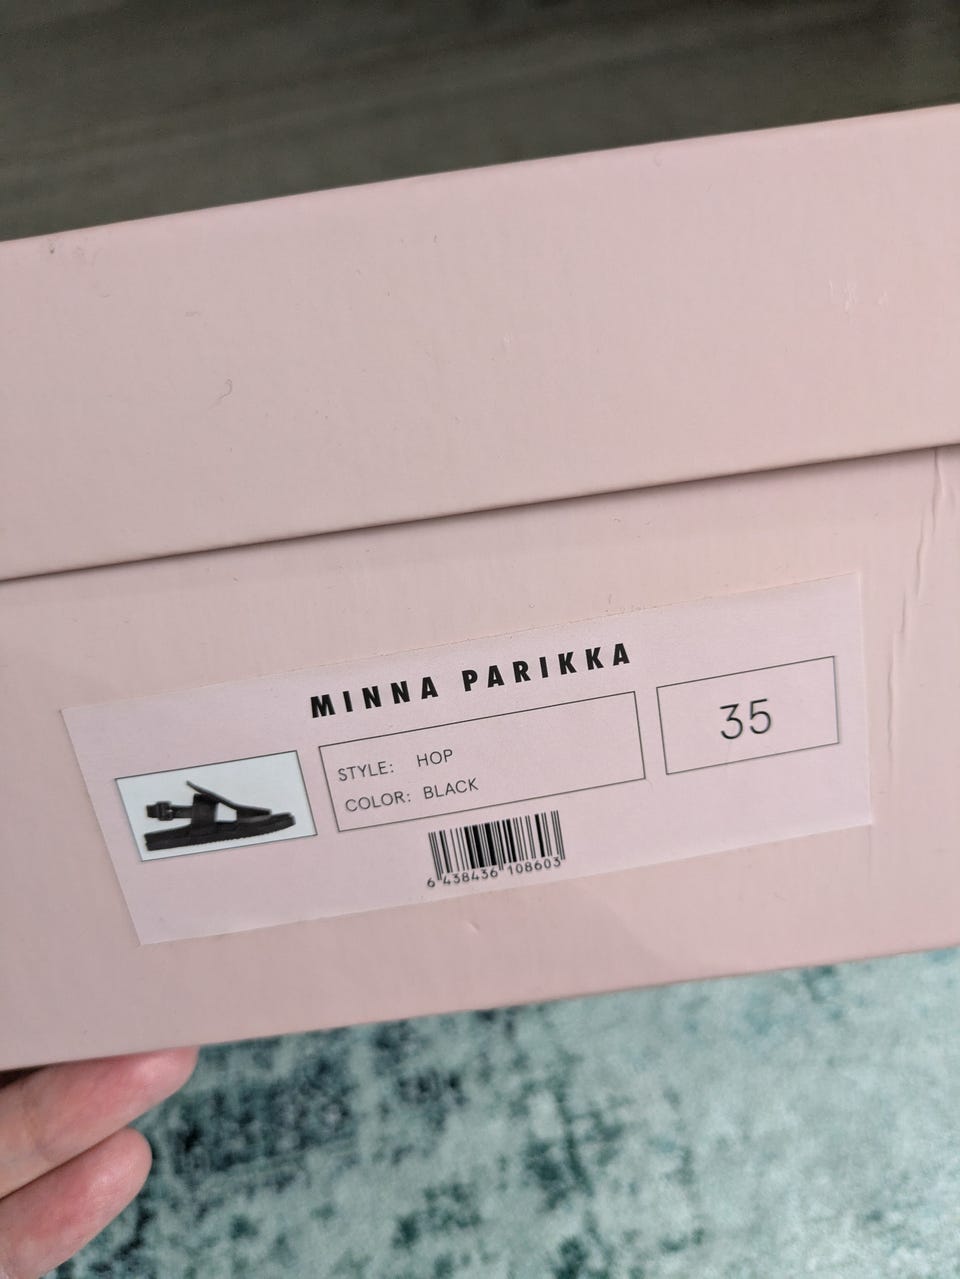 MINNA PARIKKA
STYLE: HOP
COLOR: BLACK
35
6 438436 108603